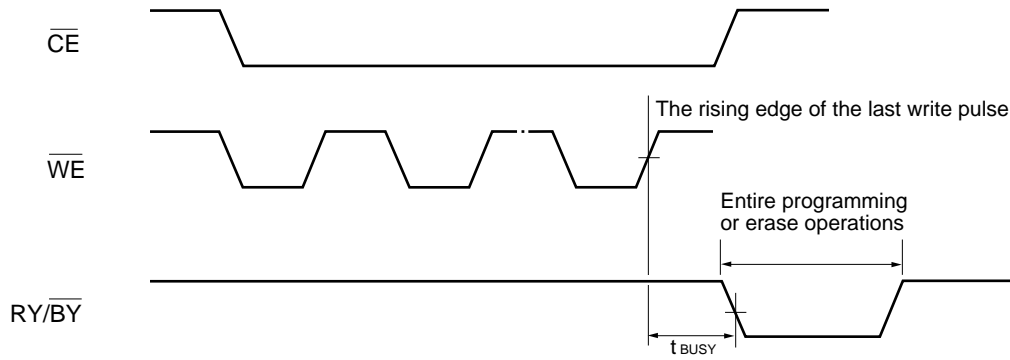 CE
The rising edge of the last write pulse
WE
Entire programming
or erase operations
RY/BY
t BUSY